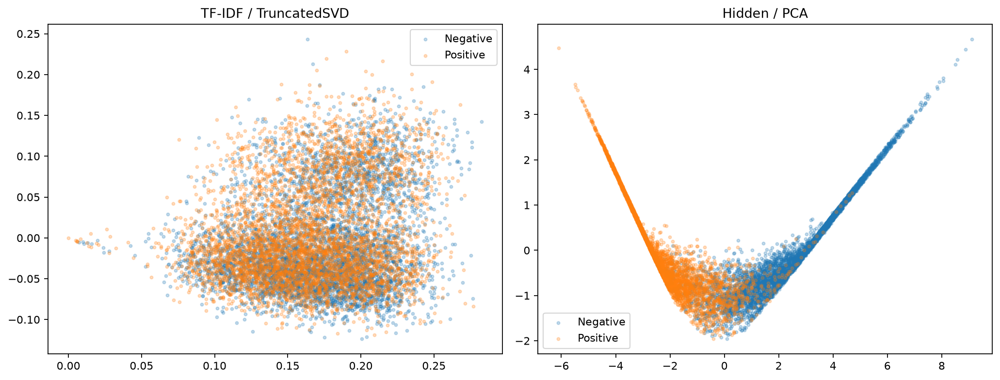 TF-IDF / TruncatedSVD
0.25
0.20
0.15
0.10
0.05
0.00
−0.05
−0.10
0.00 0.05 0.10 0.15 0.20 0.25
Negative
Positive
Hidden / PCA
4
3
2
1
0
−1
−2
−6 −4 −2 0 2 4 6 8
Negative
Positive